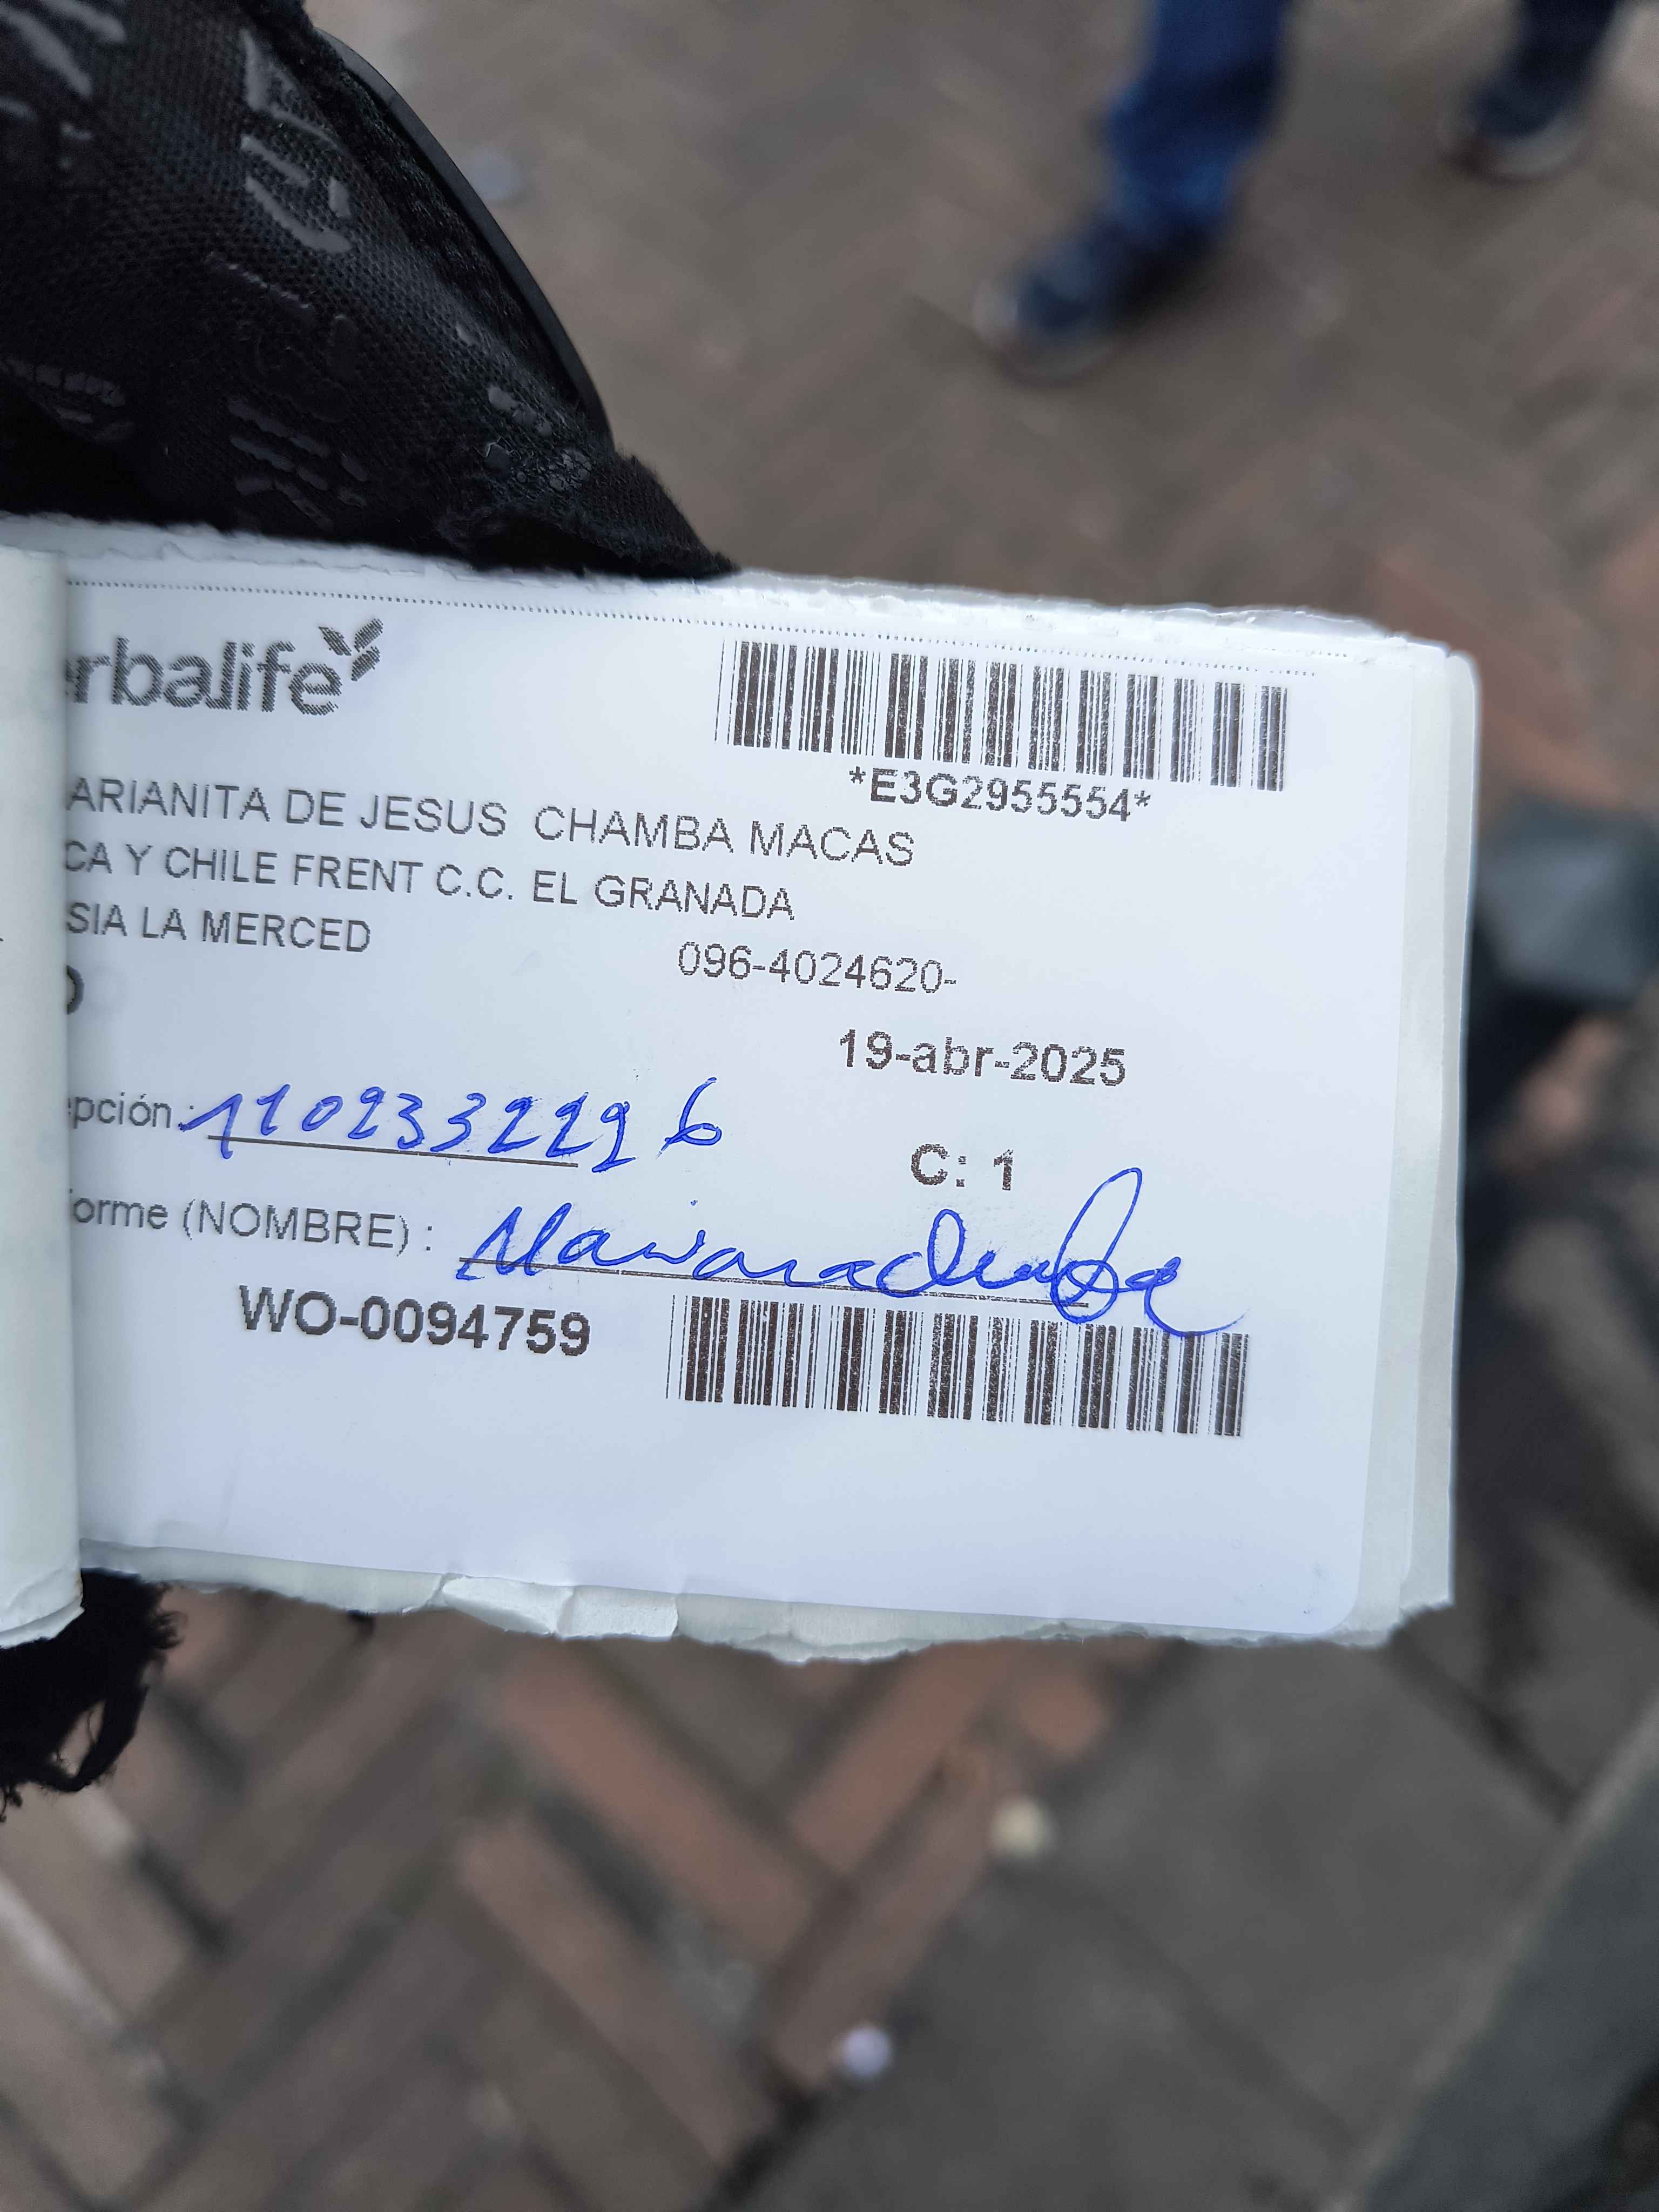 erbalife
*E3G2955554*
ARIANITA DE JESUS CHAMBA MACAS
CA Y CHILE FRENT C.C. EL GRANADA
SIA LA MERCED
096-4024620-
19-abr-2025
epción : 1102332296
C: 1
forme (NOMBRE) :
WO-0094759